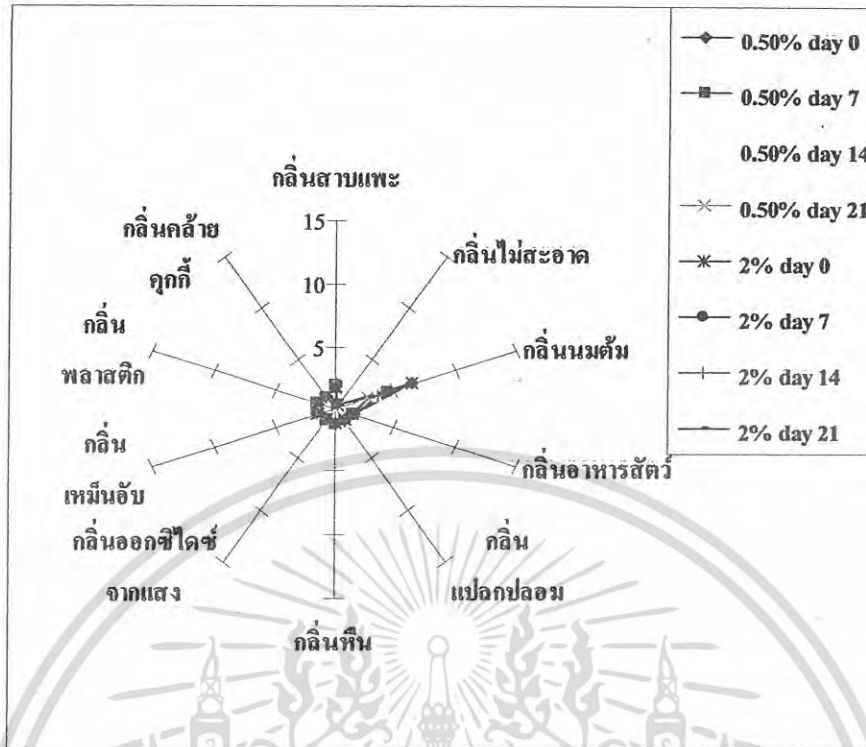 กลิ่นสาบแพะ
กลิ่นคล้าย
คุกกี้
กลิ่นไม่สะอาด
กลิ่น
พลาสติก
กลิ่นนมต้ม
กลิ่น
เหม็นอับ
กลิ่นอาหารสัตว์
กลิ่นออกซิไดซ์
จากแสง
กลิ่น
แปลกปลอม
กลิ่นหืน
15
10
5
0.50% day 0
0.50% day 7
0.50% day 14
0.50% day 21
2% day 0
2% day 7
2% day 14
2% day 21